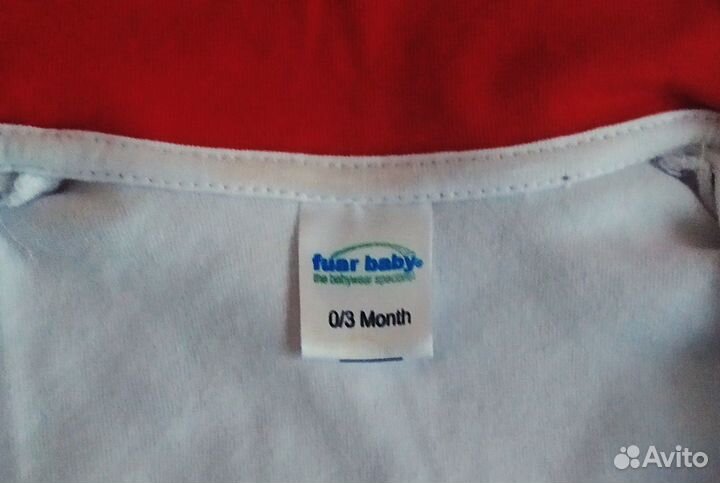 fuar baby
the babywear specialist
0/3 Month
Avito